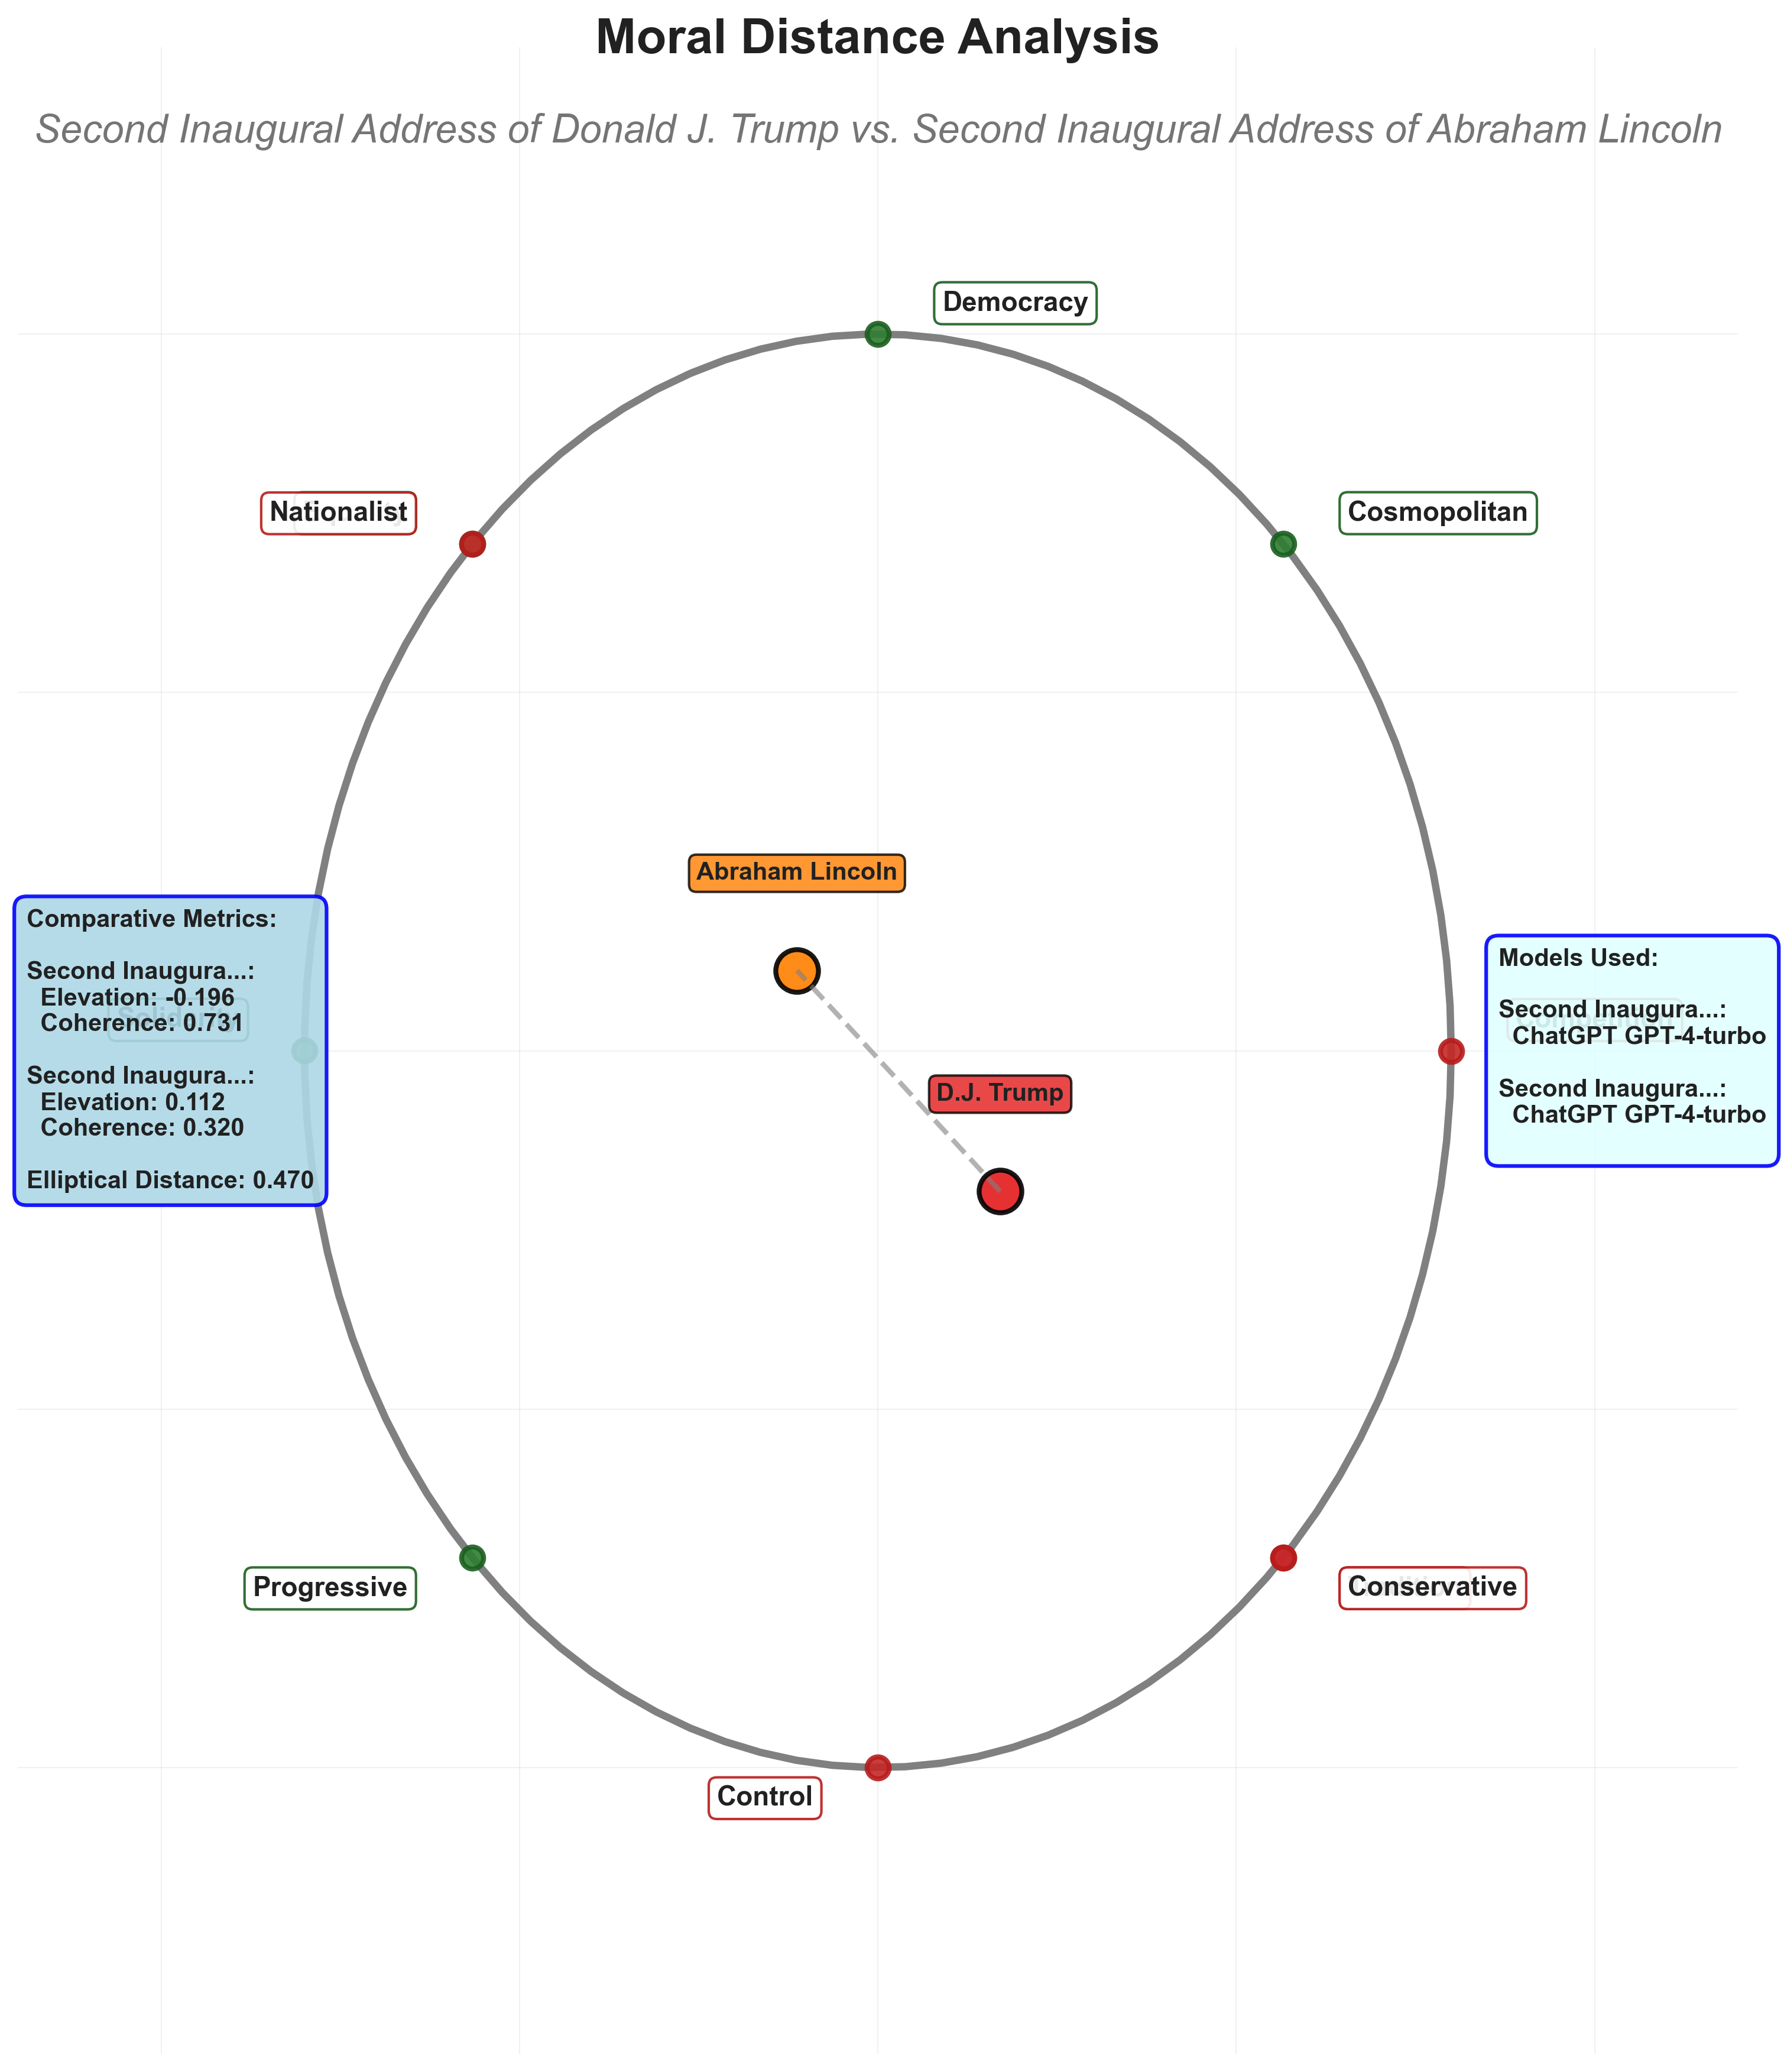 Moral Distance Analysis
Second Inaugural Address of Donald J. Trump vs. Second Inaugural Address of Abraham Lincoln
Democracy
Nationalist
Cosmopolitan
Abraham Lincoln
Comparative Metrics:
Second Inaugura...:
Elevation: -0.196
Coherence: 0.731
Second Inaugura...:
Elevation: 0.112
Coherence: 0.320
Elliptical Distance: 0.470
Solidarity
D.J. Trump
Models Used:
Second Inaugura...:
ChatGPT GPT-4-turbo
Second Inaugura...:
ChatGPT GPT-4-turbo
Competition
Progressive
Conservative
Control